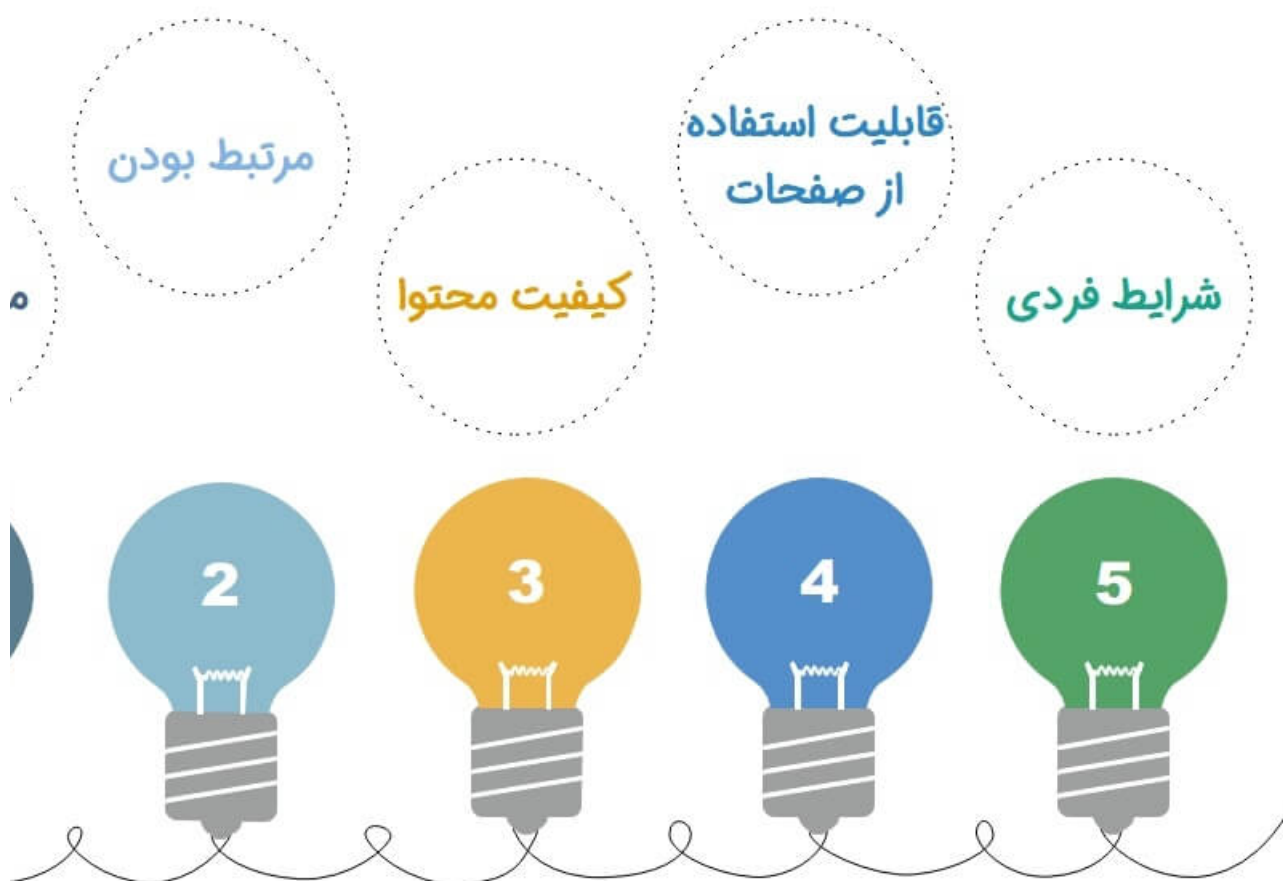 مرتبط بودن
کیفیت محتوا
قابلیت استفاده
از صفحات
شرایط فردی
2
3
4
5